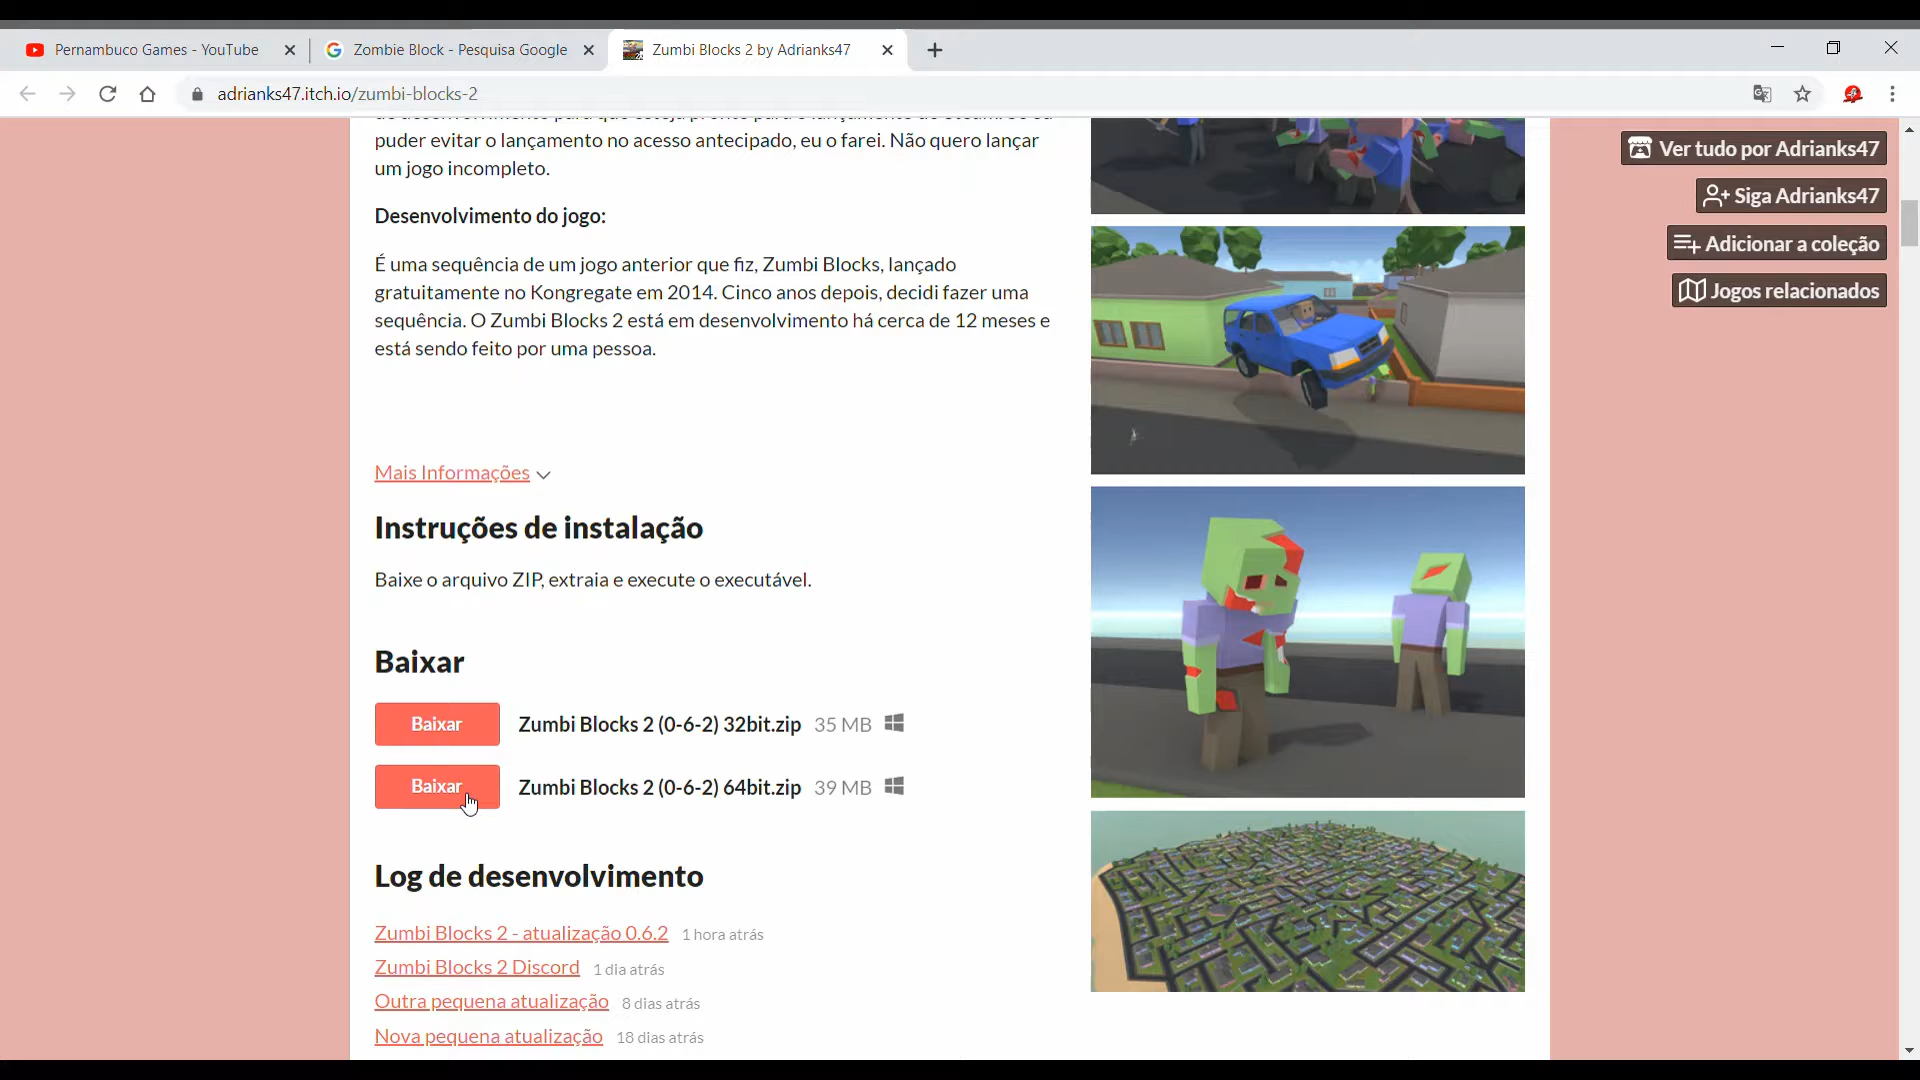 Pernambuco Games - YouTube
Zombie Block - Pesquisa Google
Zumbi Blocks 2 by Adrianks47
adrianks47.itch.io/zumbi-blocks-2
puder evitar o lançamento no acesso antecipado, eu o farei. Não quero lançar
um jogo incompleto.
Desenvolvimento do jogo:
É uma sequência de um jogo anterior que fiz, Zumbi Blocks, lançado
gratuitamente no Kongregate em 2014. Cinco anos depois, decidi fazer uma
sequência. O Zumbi Blocks 2 está em desenvolvimento há cerca de 12 meses e
está sendo feito por uma pessoa.
Mais Informações
Instruções de instalação
Baixe o arquivo ZIP, extraia e execute o executável.
Baixar
Baixar Zumbi Blocks 2 (0-6-2) 32bit.zip 35 MB
Baixar Zumbi Blocks 2 (0-6-2) 64bit.zip 39 MB
Log de desenvolvimento
Zumbi Blocks 2 - atualização 0.6.2 1 hora atrás
Zumbi Blocks 2 Discord 1 dia atrás
Outra pequena atualização 8 dias atrás
Nova pequena atualização 18 dias atrás
Ver tudo por Adrianks47
Siga Adrianks47
Adicionar a coleção
Jogos relacionados